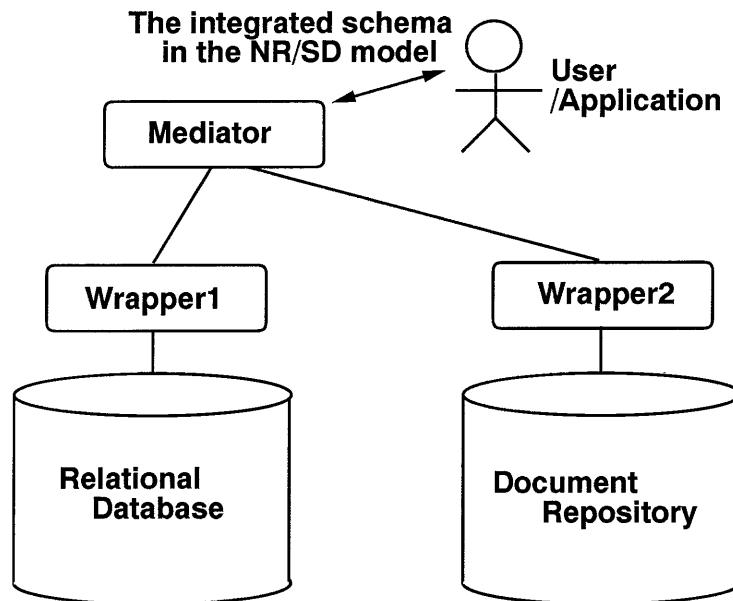 The integrated schema
in the NR/SD model
User
/Application
Mediator
Wrapper1
Wrapper2
Relational
Database
Document
Repository